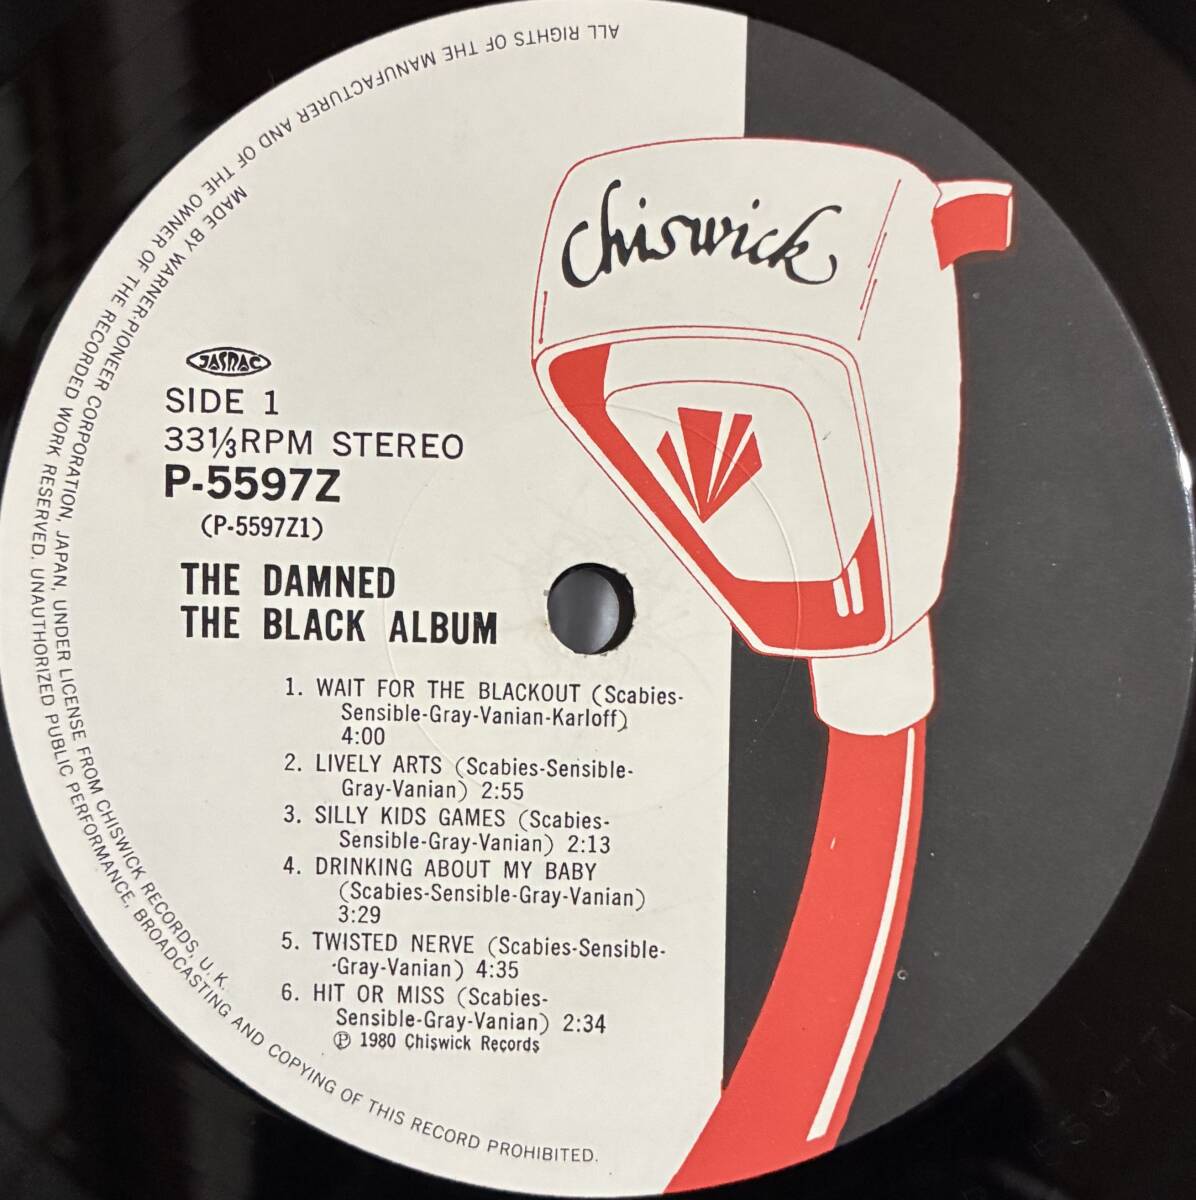 Chiswick
JASRAC
SIDE 1
33⅓RPM STEREO
P-5597Z
(P-5597Z1)
THE DAMNED
THE BLACK ALBUM
1. WAIT FOR THE BLACKOUT (Scabies-
Sensible-Gray-Vanian-Karloff)
4:00
2. LIVELY ARTS (Scabies-Sensible-
Gray-Vanian) 2:55
3. SILLY KIDS GAMES (Scabies-
Sensible-Gray-Vanian) 2:13
4. DRINKING ABOUT MY BABY
(Scabies-Sensible-Gray-Vanian)
3:29
5. TWISTED NERVE (Scabies-Sensible-
-Gray-Vanian) 4:35
6. HIT OR MISS (Scabies-
Sensible-Gray-Vanian) 2:34
Ⓟ 1980 Chiswick Records
MADE BY WARNER-PIONEER CORPORATION, JAPAN, UNDER LICENSE FROM CHISWICK RECORDS, U. K.
ALL RIGHTS OF THE MANUFACTURER AND OF THE OWNER OF THE RECORDED WORK RESERVED. UNAUTHORIZED PUBLIC PERFORMANCE, BROADCASTING AND COPYING OF THIS RECORD PROHIBITED.